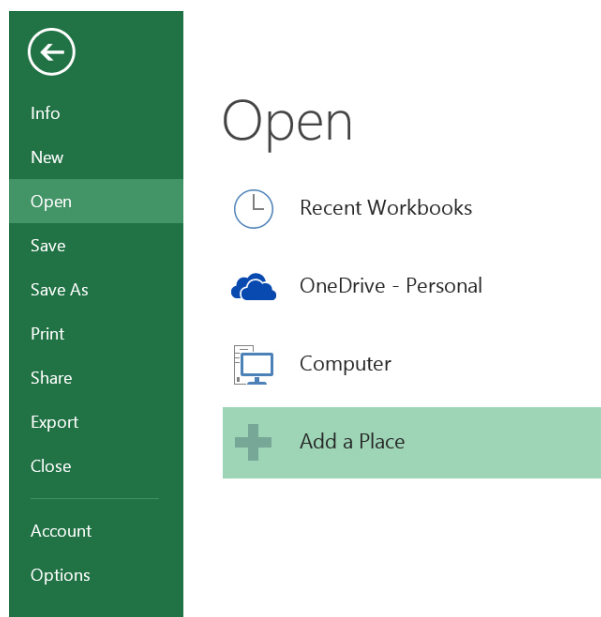 Info
New
Open
Save
Save As
Print
Share
Export
Close
Account
Options
Open
Recent Workbooks
OneDrive - Personal
Computer
Add a Place